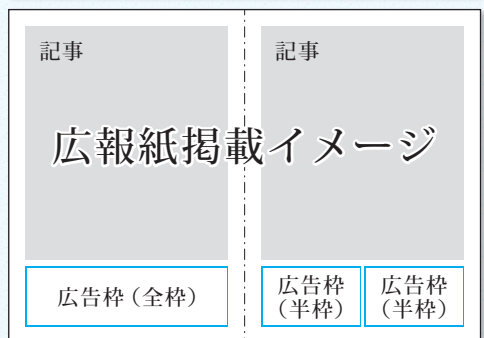 記事
記事
広報紙掲載イメージ
広告枠（全枠）
広告枠
（半枠）
広告枠
（半枠）